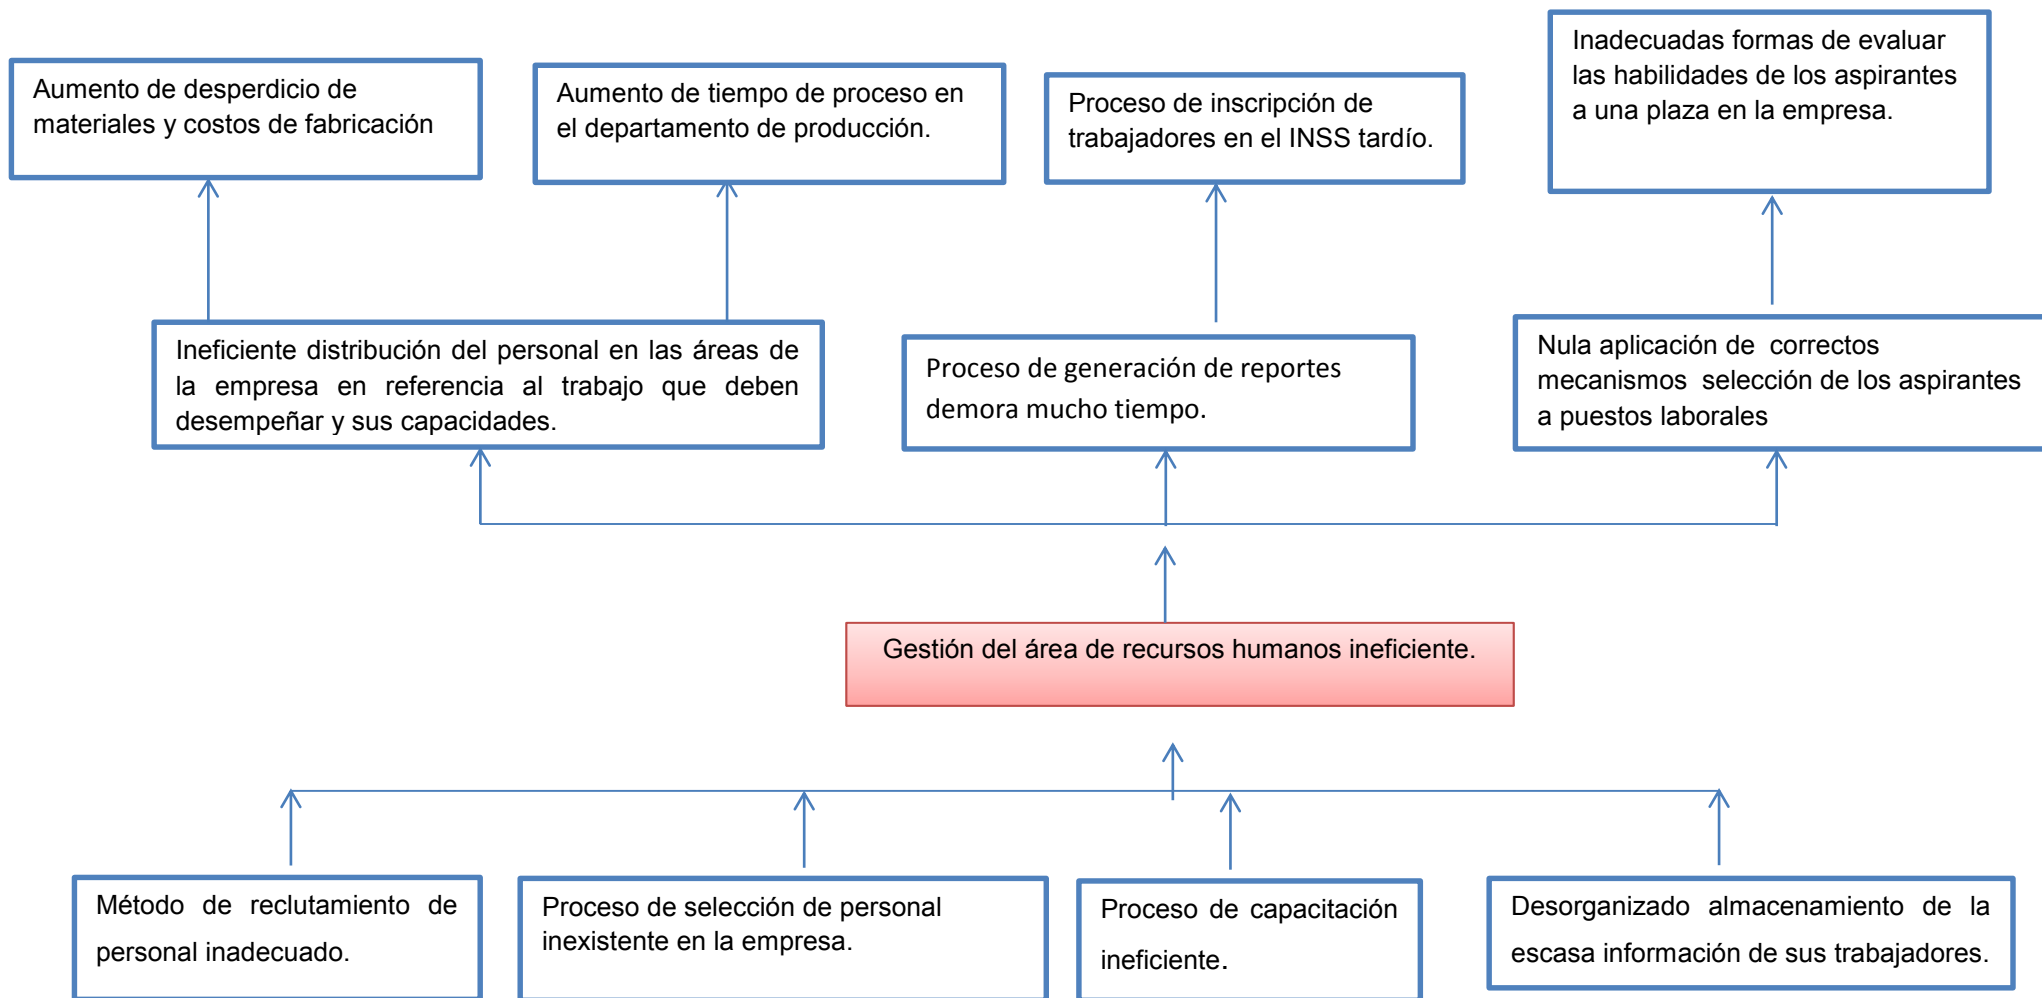 Aumento de desperdicio de
materiales y costos de fabricación
Aumento de tiempo de proceso en
el departamento de producción.
Proceso de inscripción de
trabajadores en el INSS tardío.
Inadecuadas formas de evaluar
las habilidades de los aspirantes
a una plaza en la empresa.
Ineficiente distribución del personal en las áreas de
la empresa en referencia al trabajo que deben
desempeñar y sus capacidades.
Proceso de generación de reportes
demora mucho tiempo.
Nula aplicación de correctos
mecanismos selección de los aspirantes
a puestos laborales
Gestión del área de recursos humanos ineficiente.
Método de reclutamiento de
personal inadecuado.
Proceso de selección de personal
inexistente en la empresa.
Proceso de capacitación
ineficiente.
Desorganizado almacenamiento de la
escasa información de sus trabajadores.